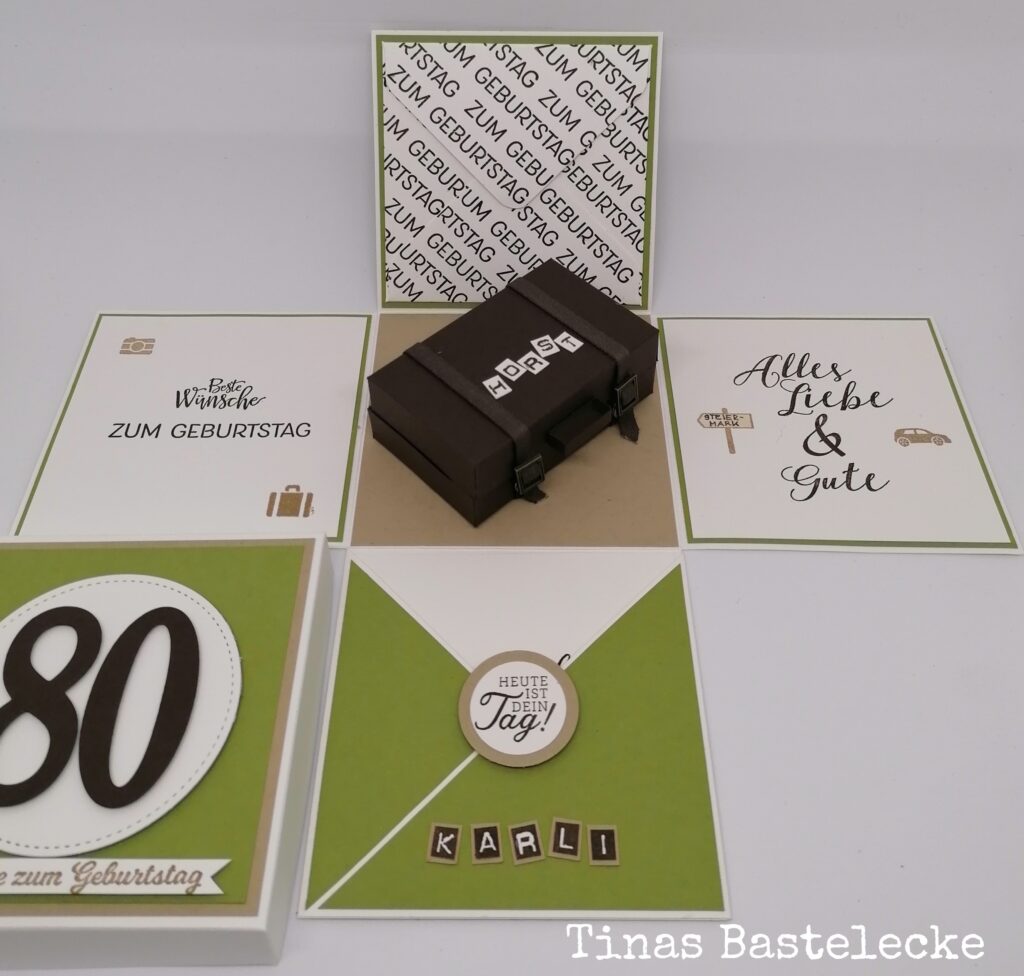 ZUM GEBURTSTAG
HORST
Beste
Wünsche
ZUM GEBURTSTAG
Alles
Liebe
&
Gute
STEIER-
MARK
80
zum Geburtstag
HEUTE
IST
DEIN
Tag!
KARLI
Tinas Bastelecke